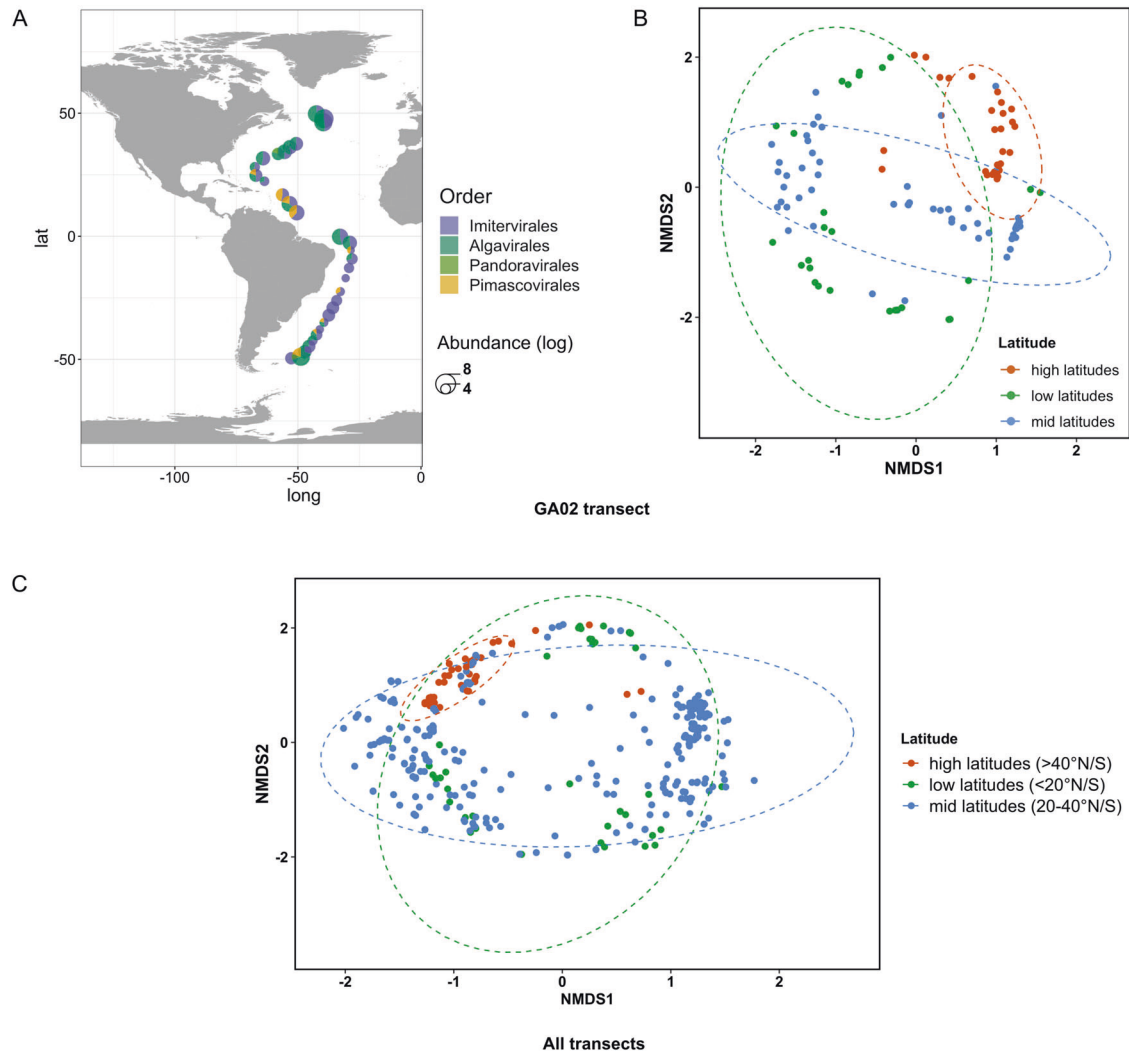 A
50
0
-50
lat
-100
-50
0
long
Order
Imitervirales
Algavirales
Pandoravirales
Pimascovirales
Abundance (log)
8
4
B
2
0
-2
NMDS2
-2
-1
0
1
2
NMDS1
Latitude
high latitudes
low latitudes
mid latitudes
GA02 transect
C
2
0
-2
NMDS2
-2
-1
0
1
2
NMDS1
Latitude
high latitudes (>40°N/S)
low latitudes (<20°N/S)
mid latitudes (20-40°N/S)
All transects